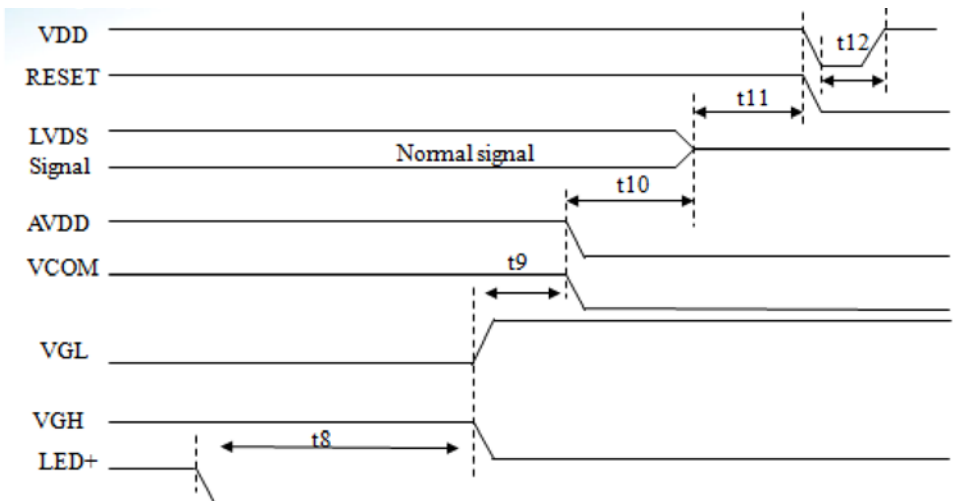 VDD
t12
RESET
t11
LVDS
Signal
Normal signal
t10
AVDD
VCOM
t9
VGL
VGH
t8
LED+